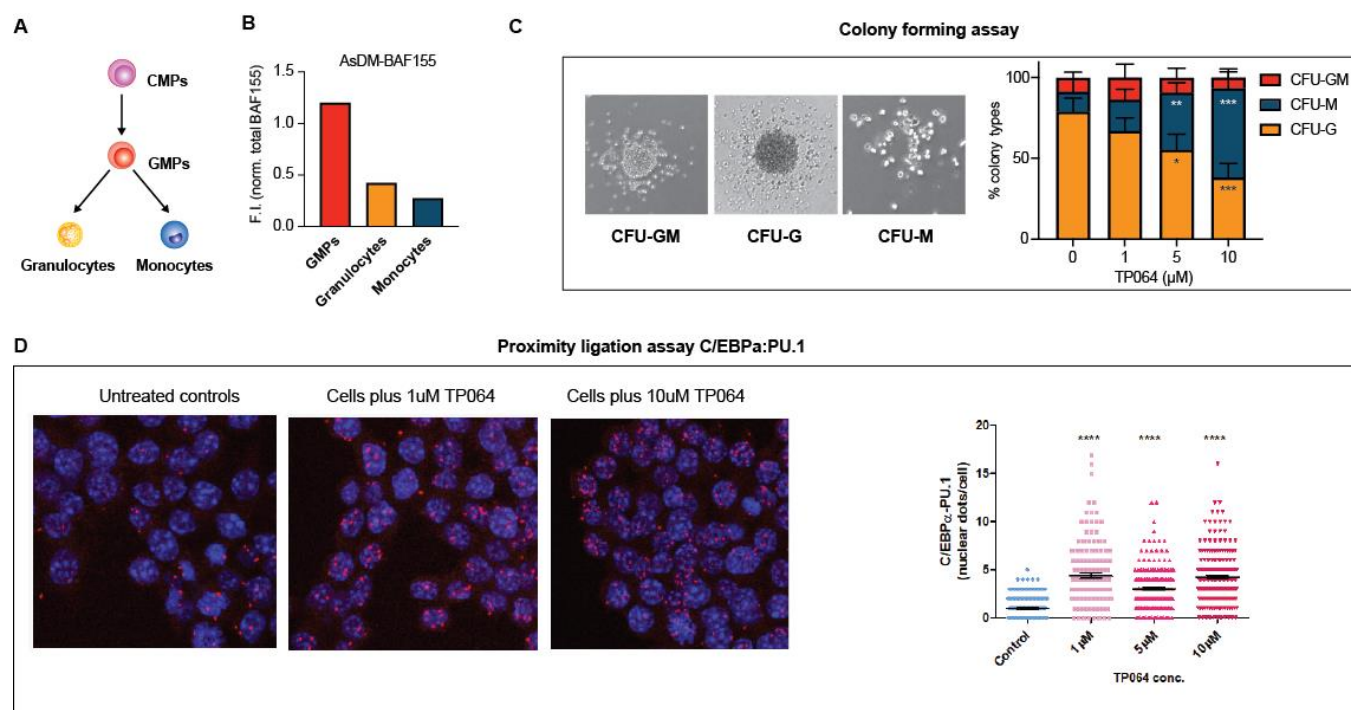 A
CMPs
GMPs
Granulocytes
Monocytes
B
AsDM-BAF155
F.I. (norm. total BAF155)
1.5
1.0
0.5
0.0
GMPs
Granulocytes
Monocytes
C
Colony forming assay
CFU-GM
CFU-G
CFU-M
% colony types
100
50
0
** ***
* ***
0 1 5 10
TP064 (µM)
CFU-GM
CFU-M
CFU-G
D
Proximity ligation assay C/EBPa:PU.1
Untreated controls
Cells plus 1uM TP064
Cells plus 10uM TP064
C/EBPα-PU.1
(nuclear dots/cell)
20
15
10
5
0
**** **** ****
Control
1 µM
5 µM
10µM
TP064 conc.